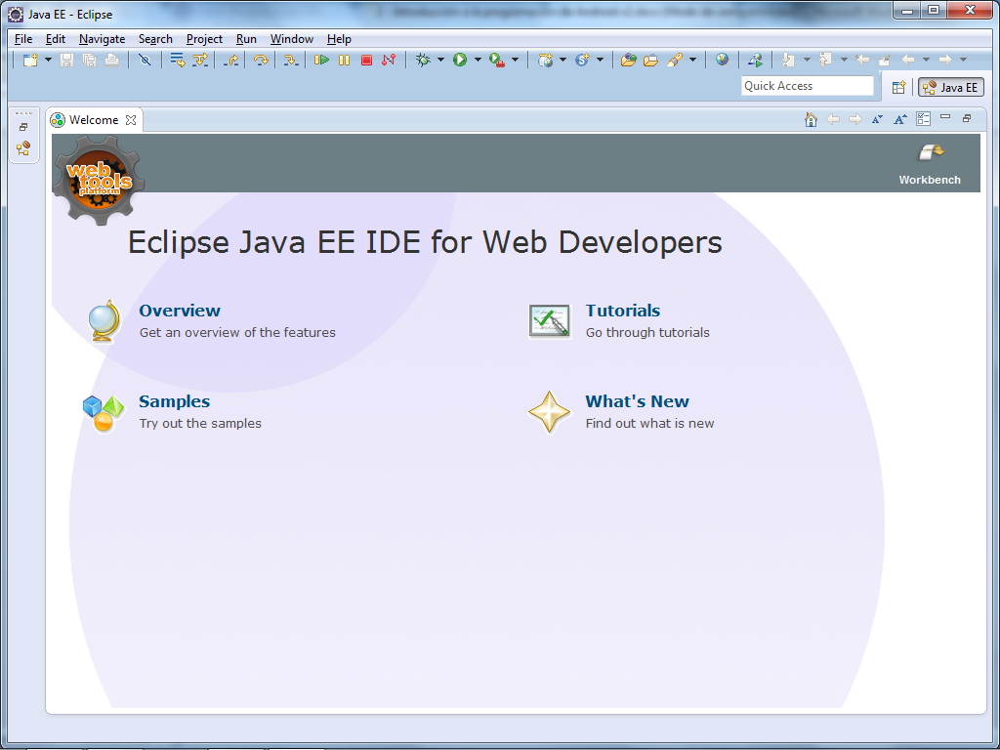 Java EE - Eclipse
File Edit Navigate Search Project Run Window Help
Quick Access
Java EE
Welcome
web
tools
platform
Workbench
Eclipse Java EE IDE for Web Developers
Overview
Get an overview of the features
Tutorials
Go through tutorials
Samples
Try out the samples
What's New
Find out what is new